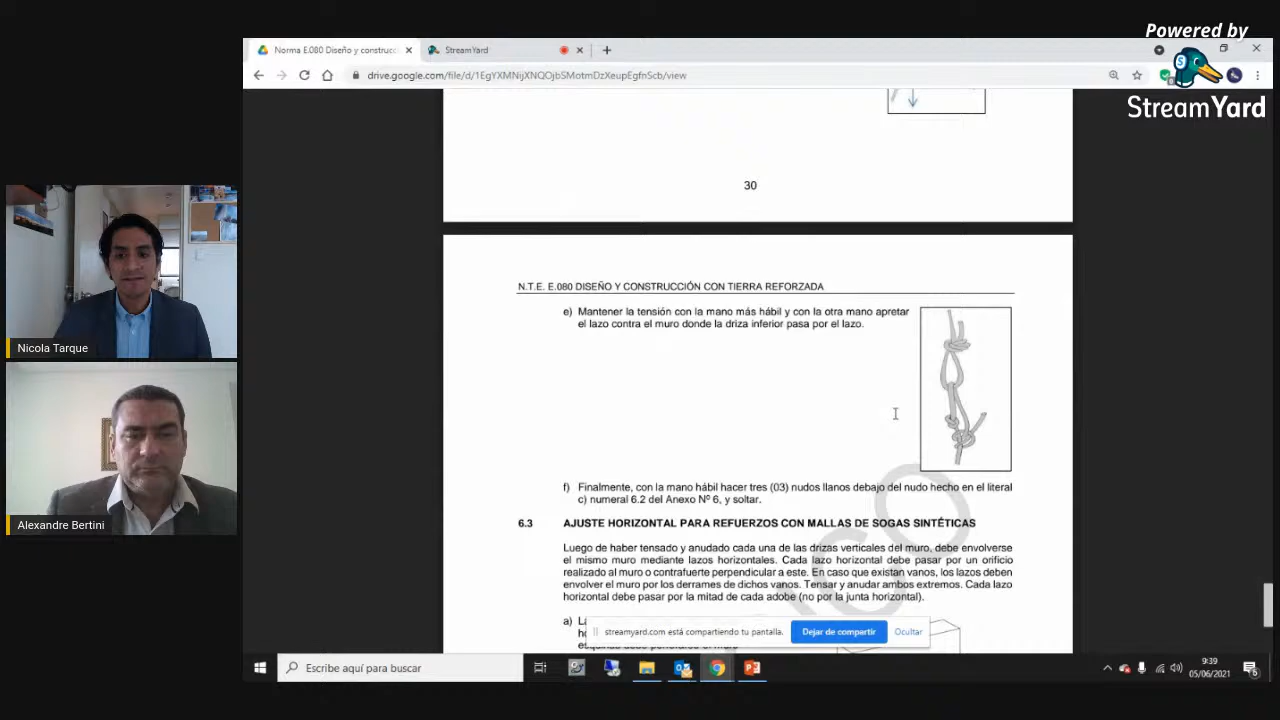 Powered by
StreamYard
Norma E.080 Diseño y construcc
StreamYard
drive.google.com/file/d/1EgYXMNijXNQOjbSMotmDzXeupEgfnScb/view
30
N.T.E. E.080 DISEÑO Y CONSTRUCCIÓN CON TIERRA REFORZADA
e) Mantener la tensión con la mano más hábil y con la otra mano apretar
el lazo contra el muro donde la driza inferior pasa por el lazo.
f) Finalmente, con la mano hábil hacer tres (03) nudos llanos debajo del nudo hecho en el literal
c) numeral 6.2 del Anexo Nº 6, y soltar.
6.3 AJUSTE HORIZONTAL PARA REFUERZOS CON MALLAS DE SOGAS SINTÉTICAS
Luego de haber tensado y anudado cada una de las drizas verticales del muro, debe envolverse
el mismo muro mediante lazos horizontales. Cada lazo horizontal debe pasar por un orificio
realizado al muro o contrafuerte perpendicular a este. En caso que existan vanos, los lazos deben
envolver el muro por los derrames de dichos vanos. Tensar y anudar ambos extremos. Cada lazo
horizontal debe pasar por la mitad de cada adobe (no por la junta horizontal).
a)
streamyard.com está compartiendo tu pantalla.
Dejar de compartir
Ocultar
Nicola Tarque
Alexandre Bertini
Escribe aquí para buscar
9:39
05/06/2021